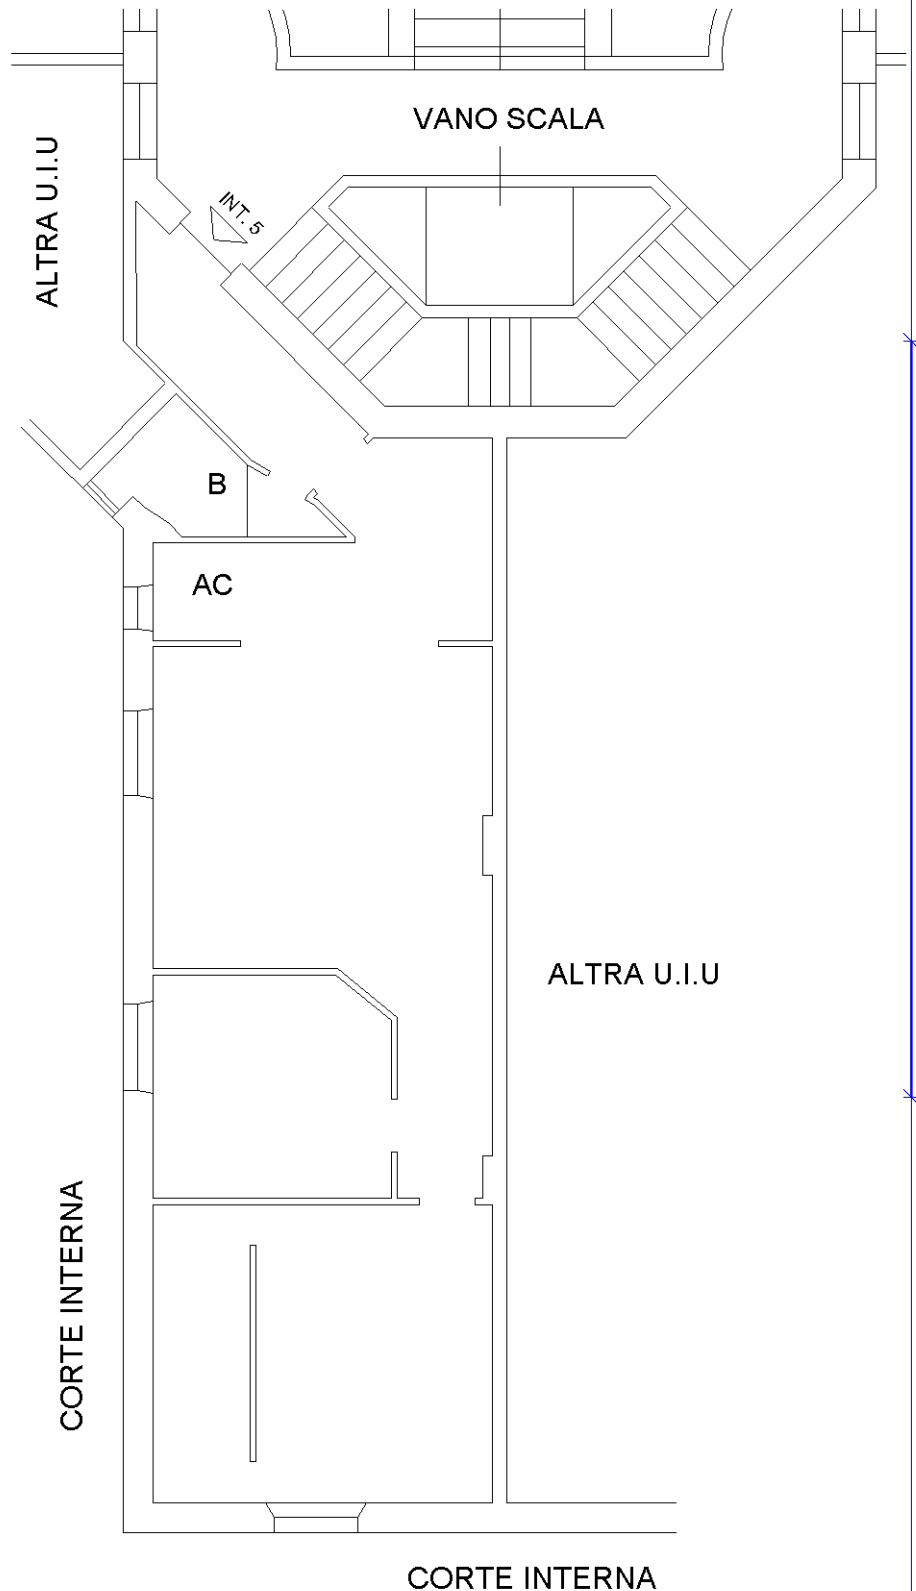 VANO SCALA
ALTRA U.I.U
INT. 5
B
AC
ALTRA U.I.U
CORTE INTERNA
CORTE INTERNA